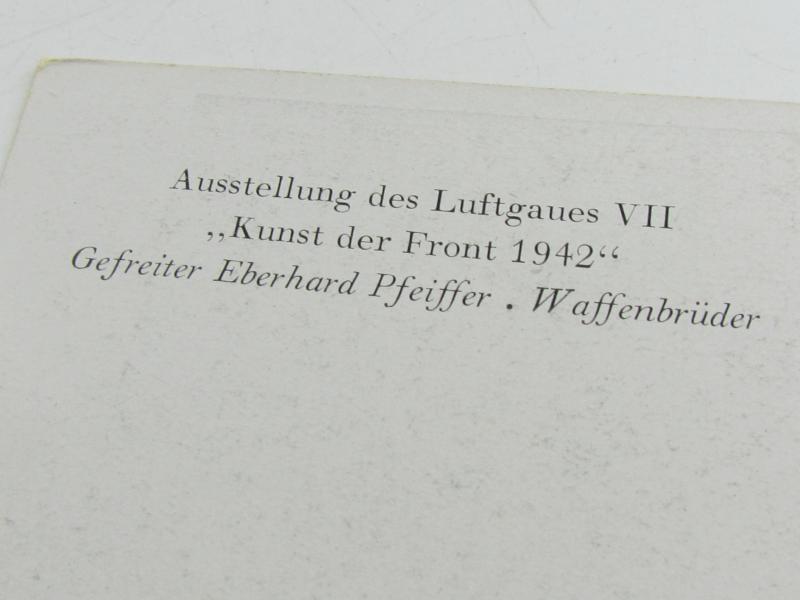 Ausstellung des Luftgaues VII
„Kunst der Front 1942“
Gefreiter Eberhard Pfeiffer . Waffenbrüder